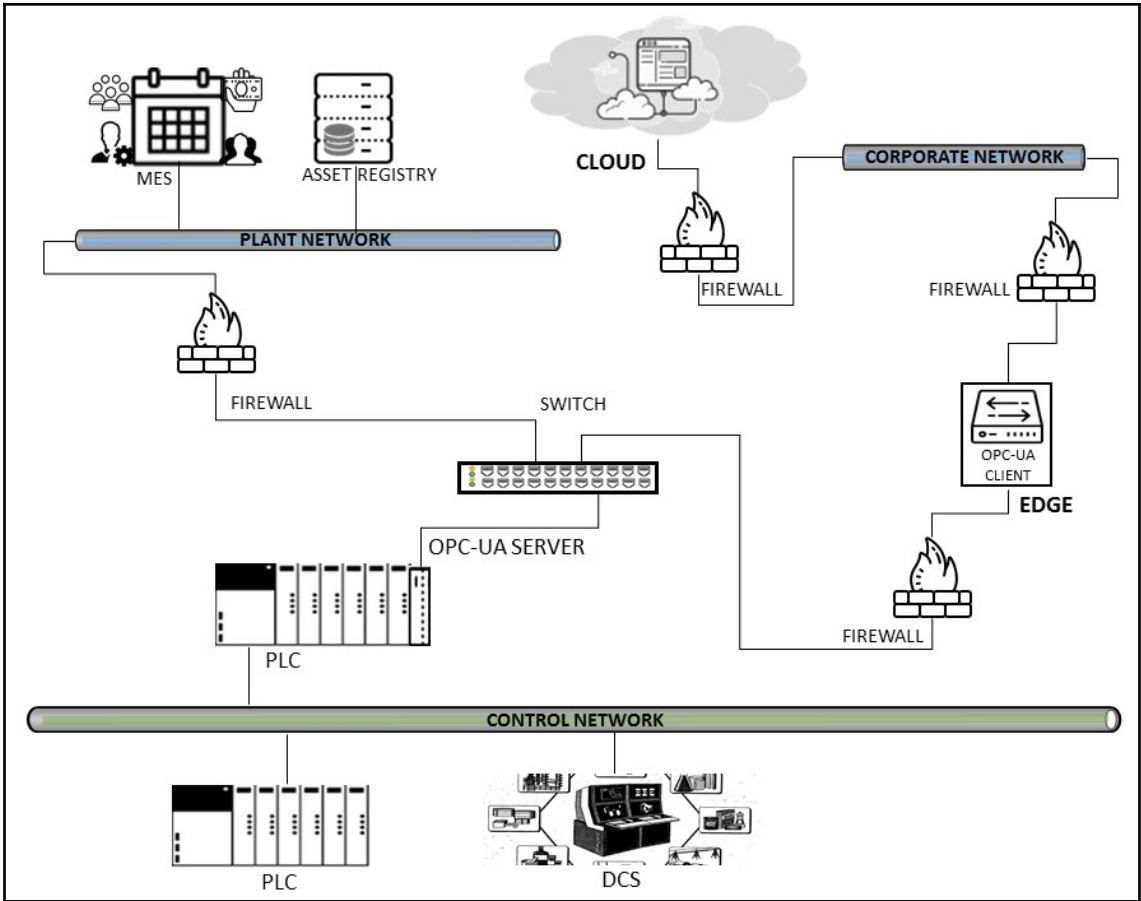 MES
ASSET REGISTRY
CLOUD
CORPORATE NETWORK
PLANT NETWORK
FIREWALL
FIREWALL
FIREWALL
SWITCH
OPC-UA
CLIENT
EDGE
OPC-UA SERVER
FIREWALL
PLC
CONTROL NETWORK
PLC
DCS